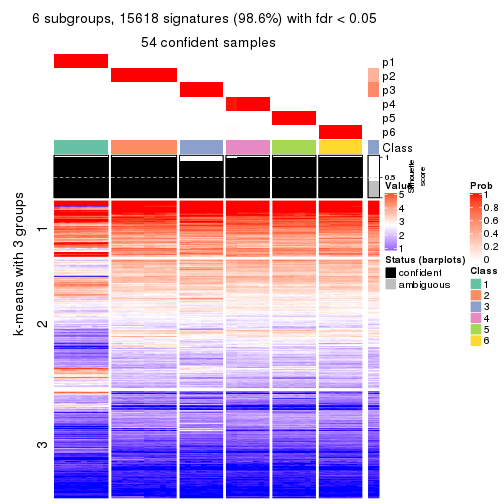 6 subgroups, 15618 signatures (98.6%) with fdr < 0.05
54 confident samples
p1
p2
p3
p4
p5
p6
Class
1
0.5
Silhouette
score
k-means with 3 groups
1
2
3
Value
5
4
3
2
1
Status (barplots)
confident
ambiguous
Prob
1
0.8
0.6
0.4
0.2
0
Class
1
2
3
4
5
6